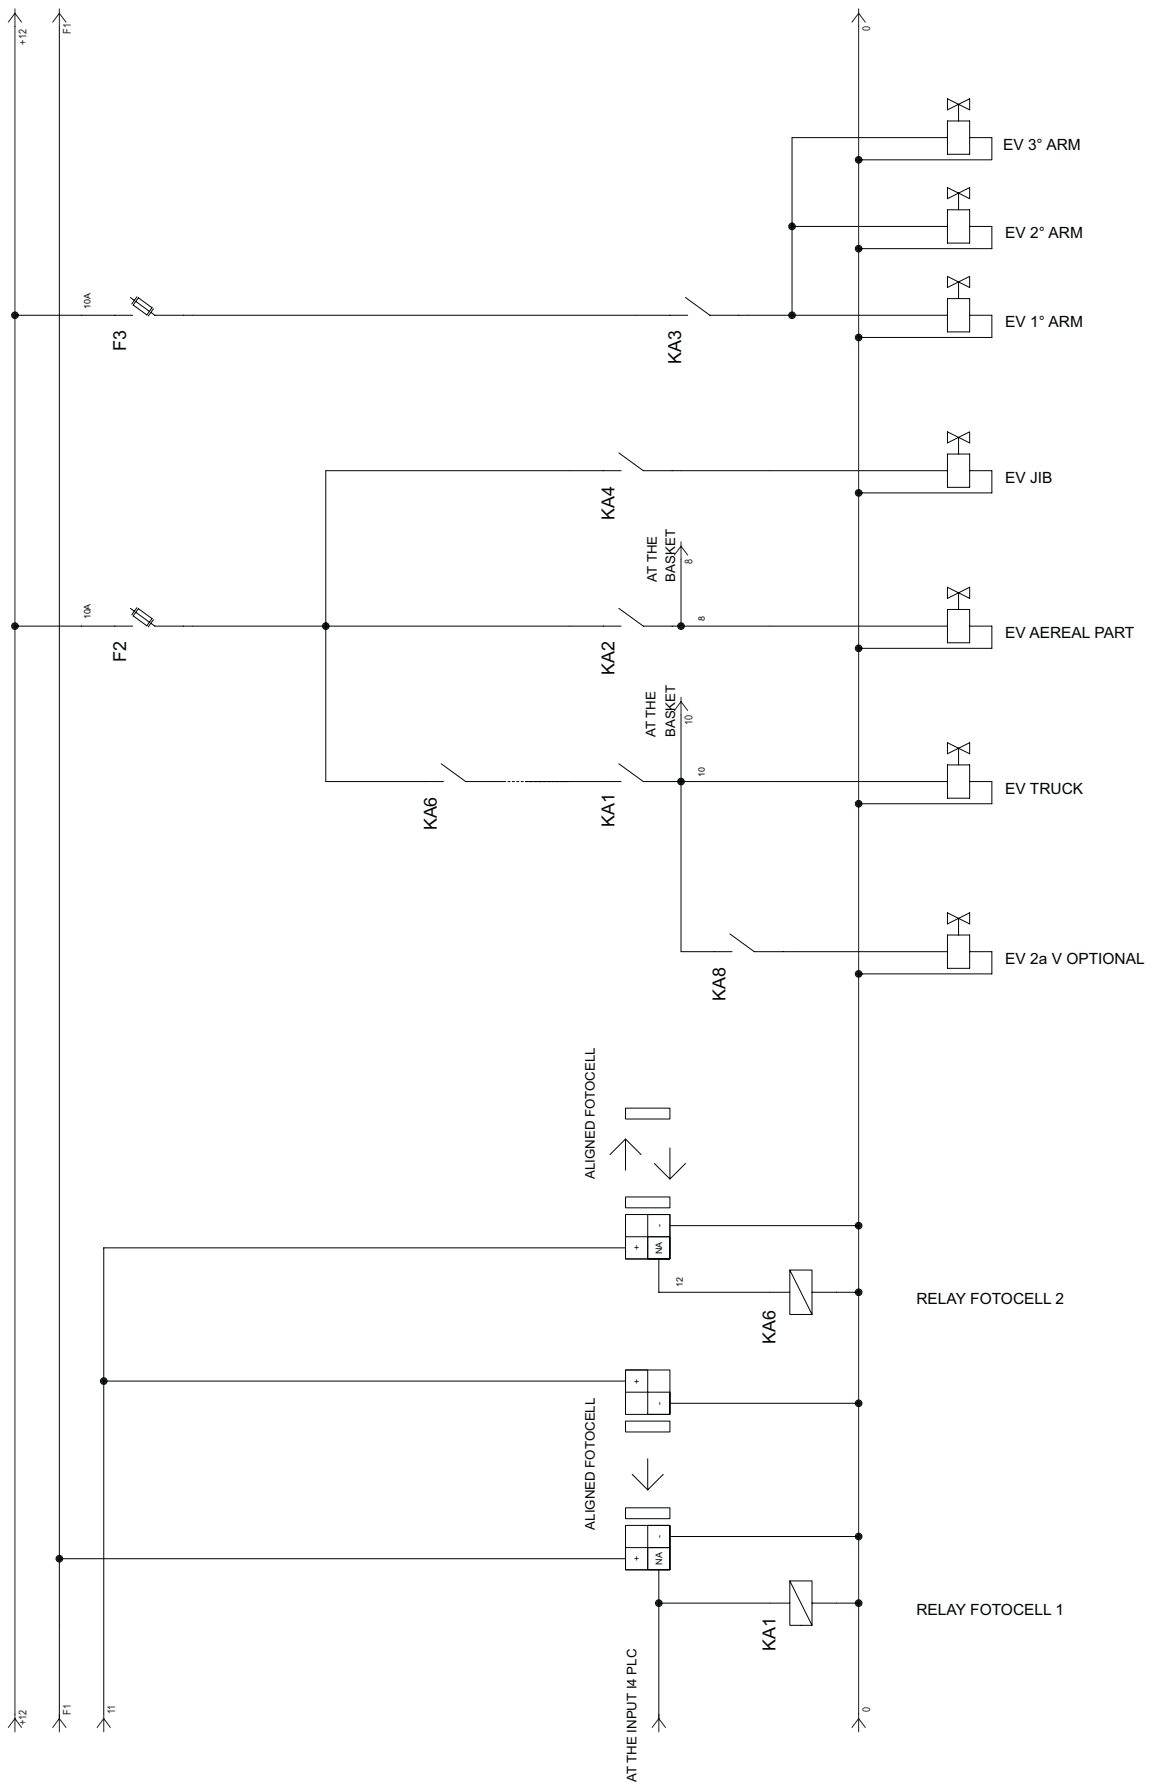 +12
F1
0
EV 3° ARM
EV 2° ARM
10A
F3
KA3
EV 1° ARM
KA4
EV JIB
AT THE
BASKET
8
10A
F2
KA2
8
EV AEREAL PART
AT THE
BASKET
10
KA6
KA1
10
EV TRUCK
KA8
EV 2a V OPTIONAL
ALIGNED FOTOCELL
-
+
NA
12
KA6
RELAY FOTOCELL 2
+
-
ALIGNED FOTOCELL
-
+
NA
KA1
RELAY FOTOCELL 1
AT THE INPUT I4 PLC
+12
F1
11
0